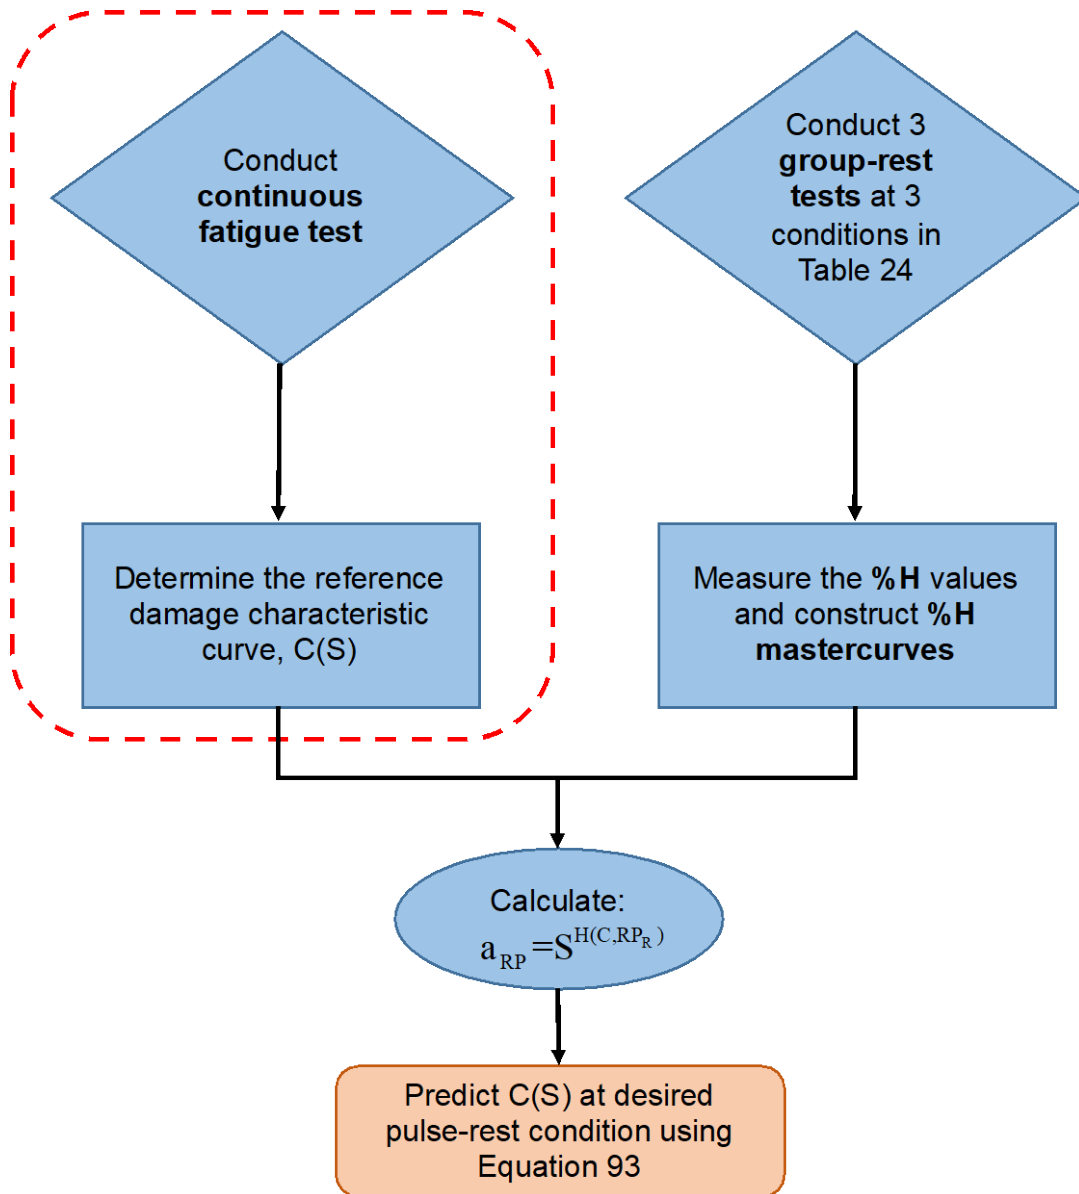 Conduct
continuous
fatigue test
Conduct 3
group-rest
tests at 3
conditions in
Table 24
Determine the reference
damage characteristic
curve, C(S)
Measure the %H values
and construct %H
mastercurves
Calculate:
a_RP=S^H(C,RP_R)
Predict C(S) at desired
pulse-rest condition using
Equation 93